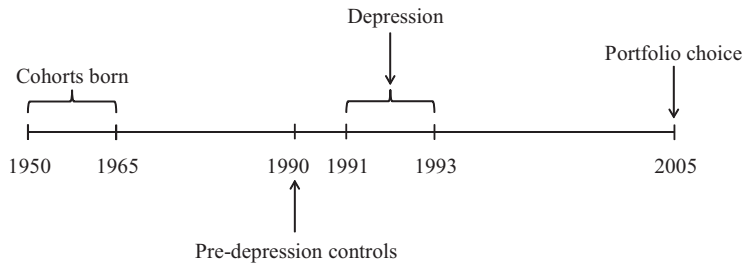 Depression
Portfolio choice
Cohorts born
1950 1965 1990 1991 1993 2005
Pre-depression controls